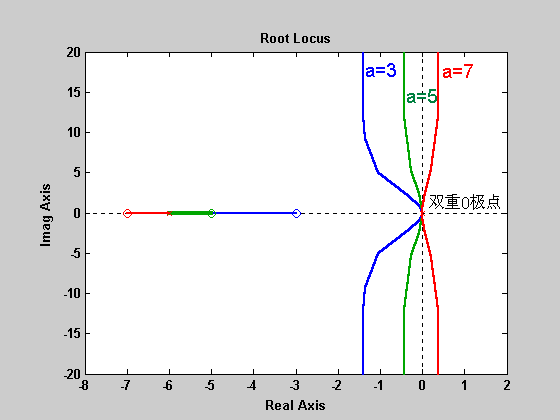 Root Locus
20
15
10
5
0
-5
-10
-15
-20
Imag Axis
a=3
a=5
a=7
双重0极点
-8 -7 -6 -5 -4 -3 -2 -1 0 1 2
Real Axis